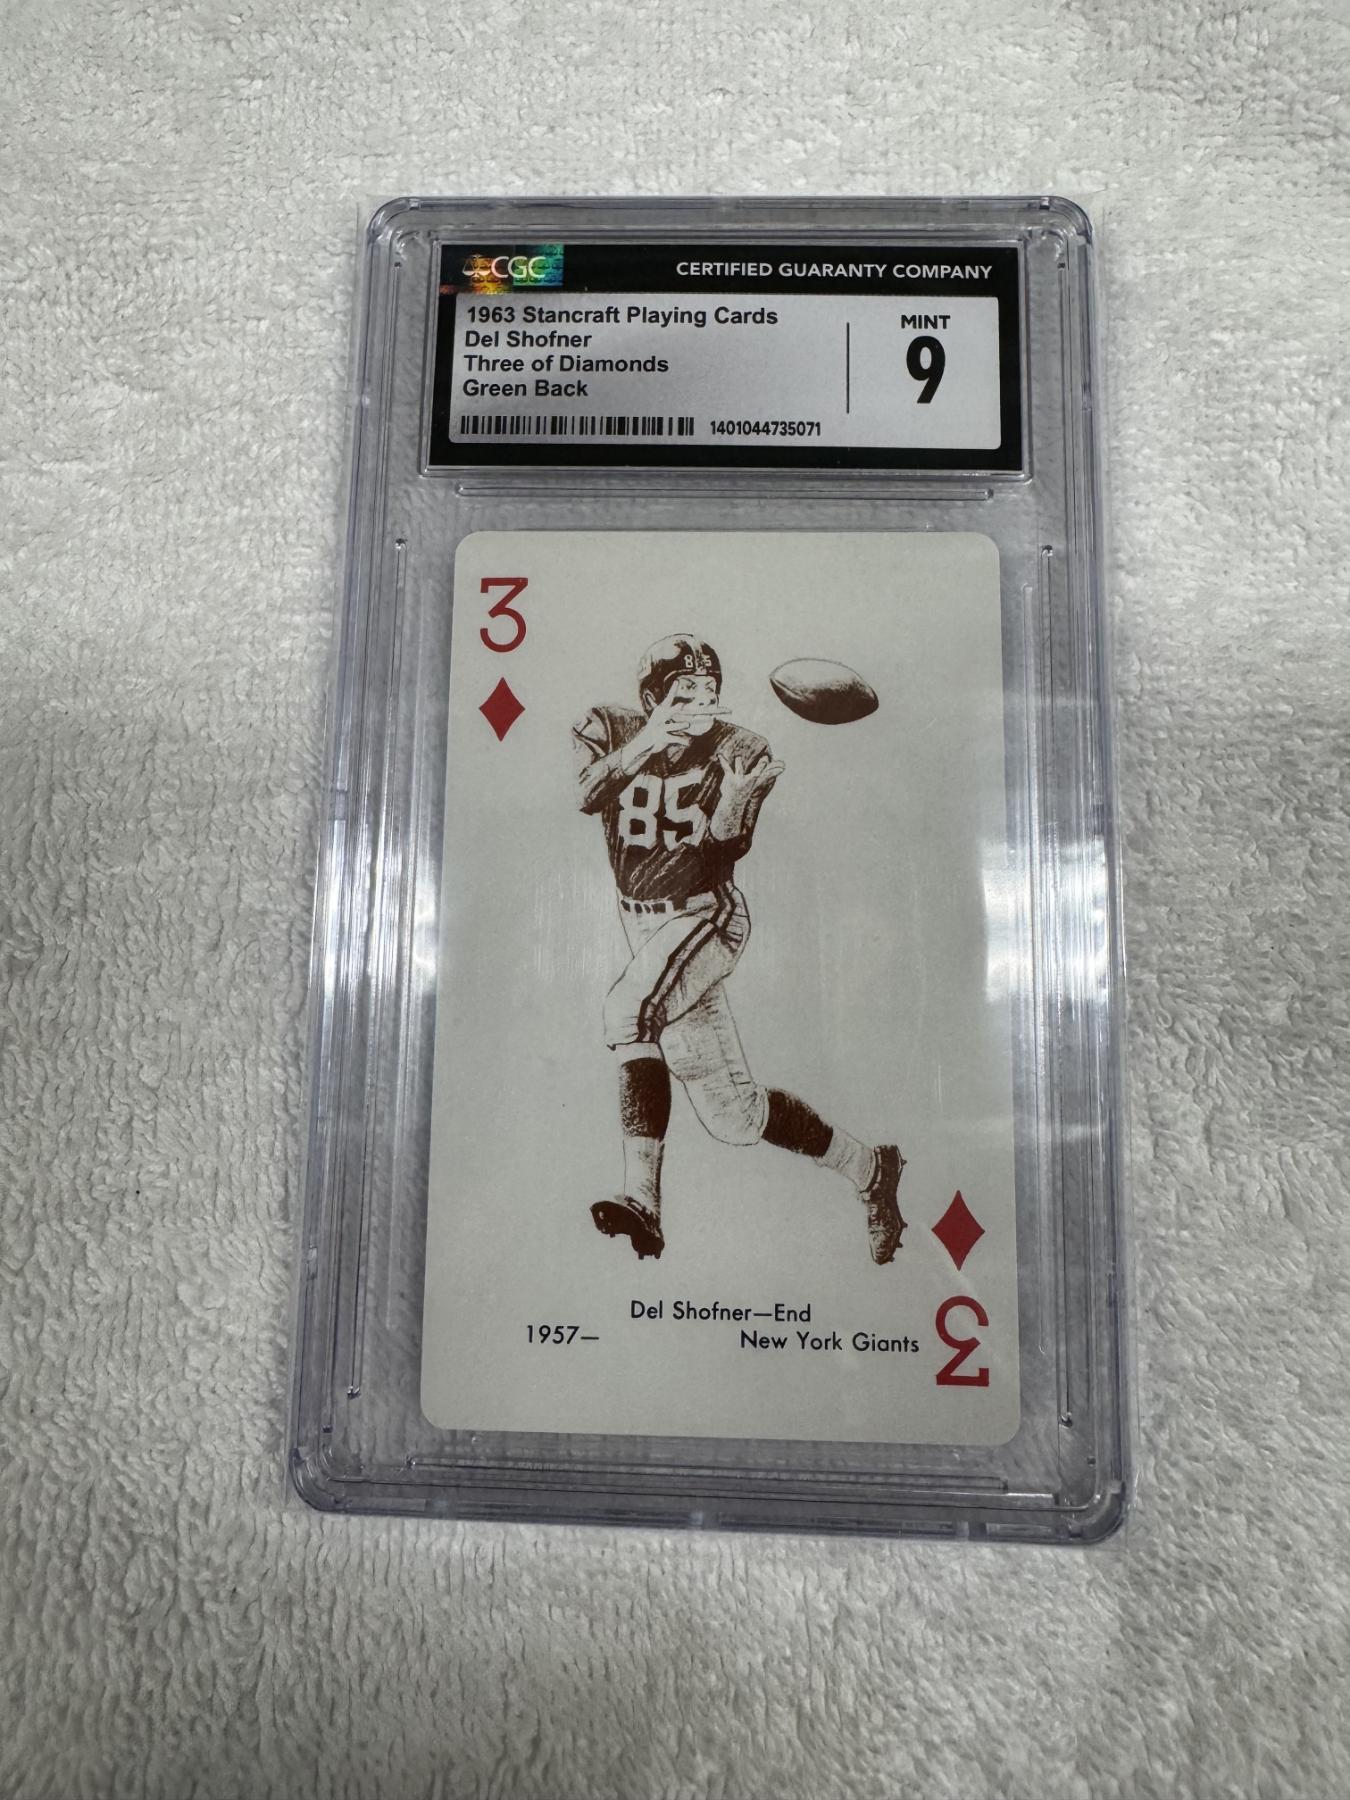 CGC CERTIFIED GUARANTY COMPANY
1963 Stancraft Playing Cards
Del Shofner
Three of Diamonds
Green Back
MINT
9
1401044735071
3
85
85
Del Shofner—End
1957— New York Giants
3